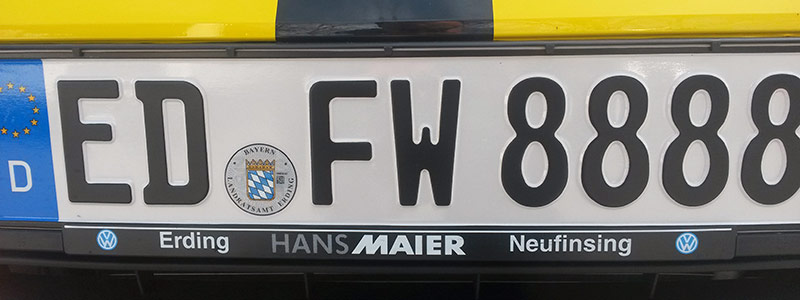 D
ED FW 8888
BAYERN
LANDRATSAMT ERDING
Erding HANS MAIER Neufinsing